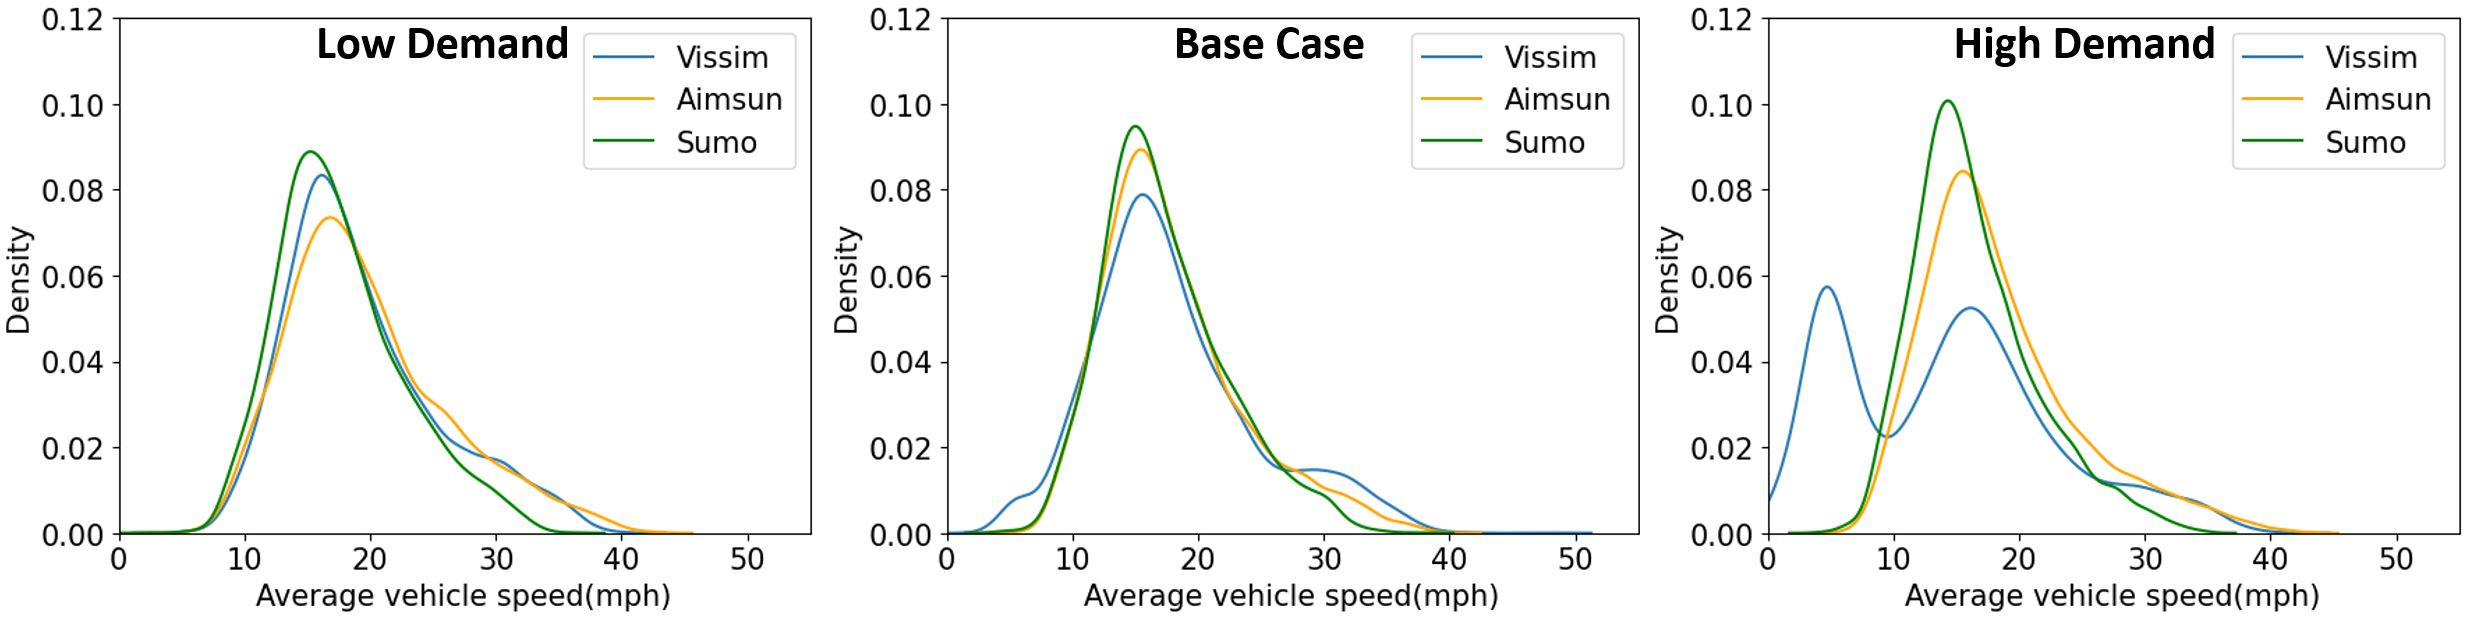 Low Demand
Vissim
Aimsun
Sumo
0.12
0.10
0.08
0.06
0.04
0.02
0.00
Density
0 10 20 30 40 50
Average vehicle speed(mph)
Base Case
Vissim
Aimsun
Sumo
0.12
0.10
0.08
0.06
0.04
0.02
0.00
Density
0 10 20 30 40 50
Average vehicle speed(mph)
High Demand
Vissim
Aimsun
Sumo
0.12
0.10
0.08
0.06
0.04
0.02
0.00
Density
0 10 20 30 40 50
Average vehicle speed(mph)